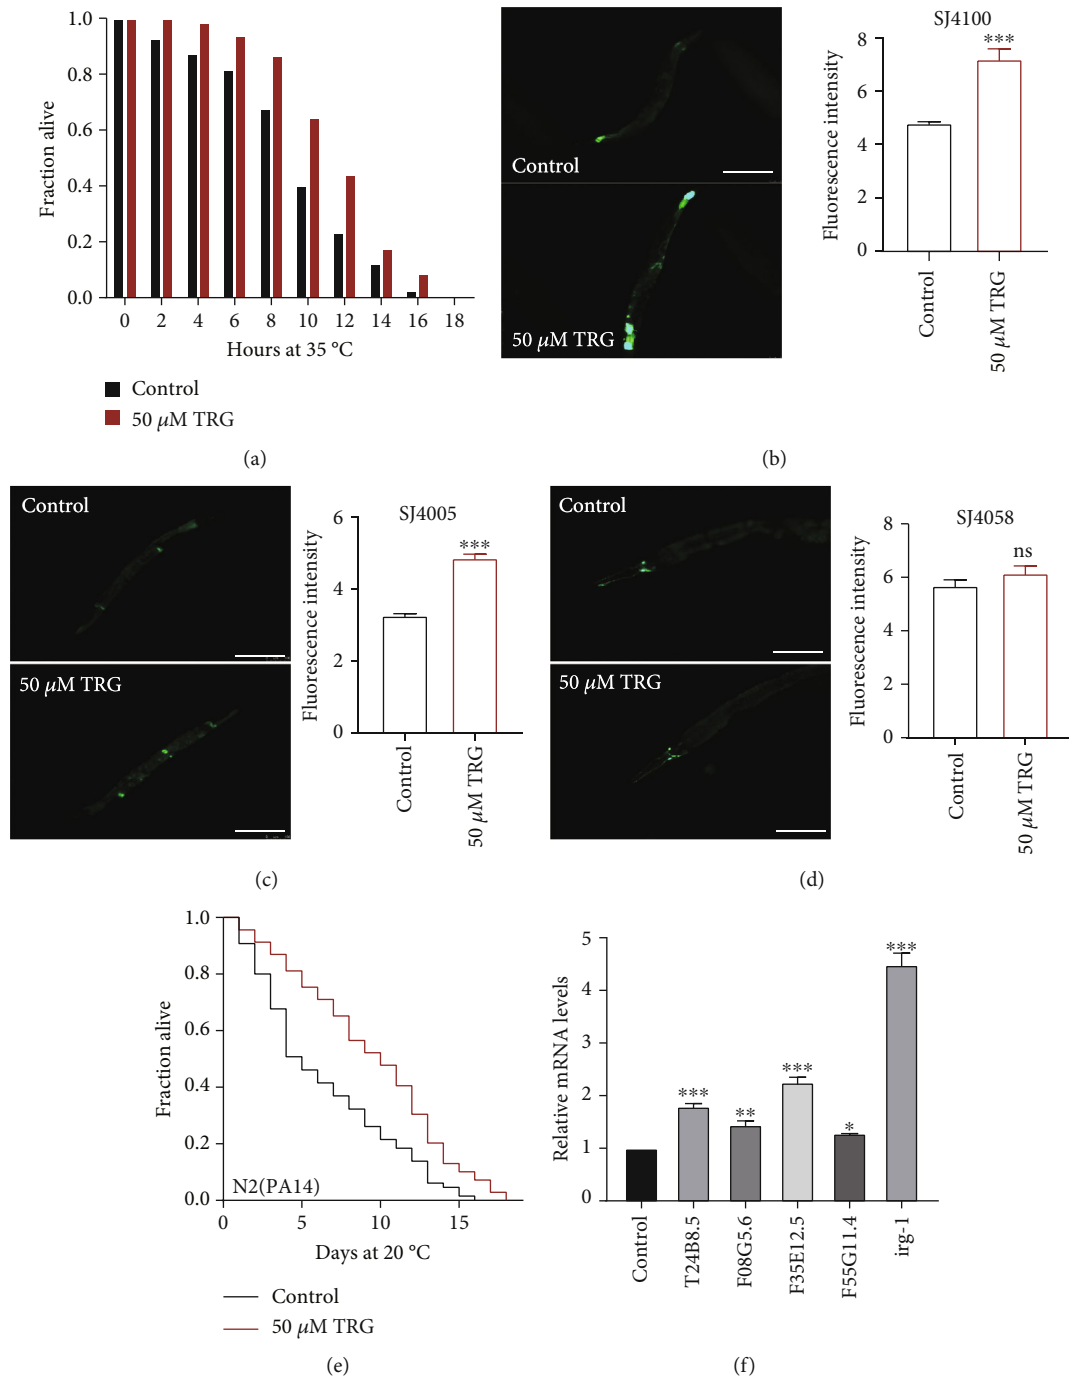 1.0
0.8
0.6
0.4
0.2
0.0
Fraction alive
0 2 4 6 8 10 12 14 16 18
Hours at 35 °C
Control
50 μM TRG
(a)
Control
50 μM TRG
SJ4100
***
8
6
4
2
0
Fluorescence intensity
Control
50 μM TRG
(b)
Control
50 μM TRG
SJ4005
***
6
4
2
0
Fluorescence intensity
Control
50 μM TRG
(c)
Control
50 μM TRG
SJ4058
ns
8
6
4
2
0
Fluorescence intensity
Control
50 μM TRG
(d)
1.0
0.8
0.6
0.4
0.2
0.0
Fraction alive
N2(PA14)
0 5 10 15
Days at 20 °C
Control
50 μM TRG
(e)
5
4
3
2
1
0
Relative mRNA levels
*** ** *** * ***
Control
T24B8.5
F08G5.6
F35E12.5
F55G11.4
irg-1
(f)